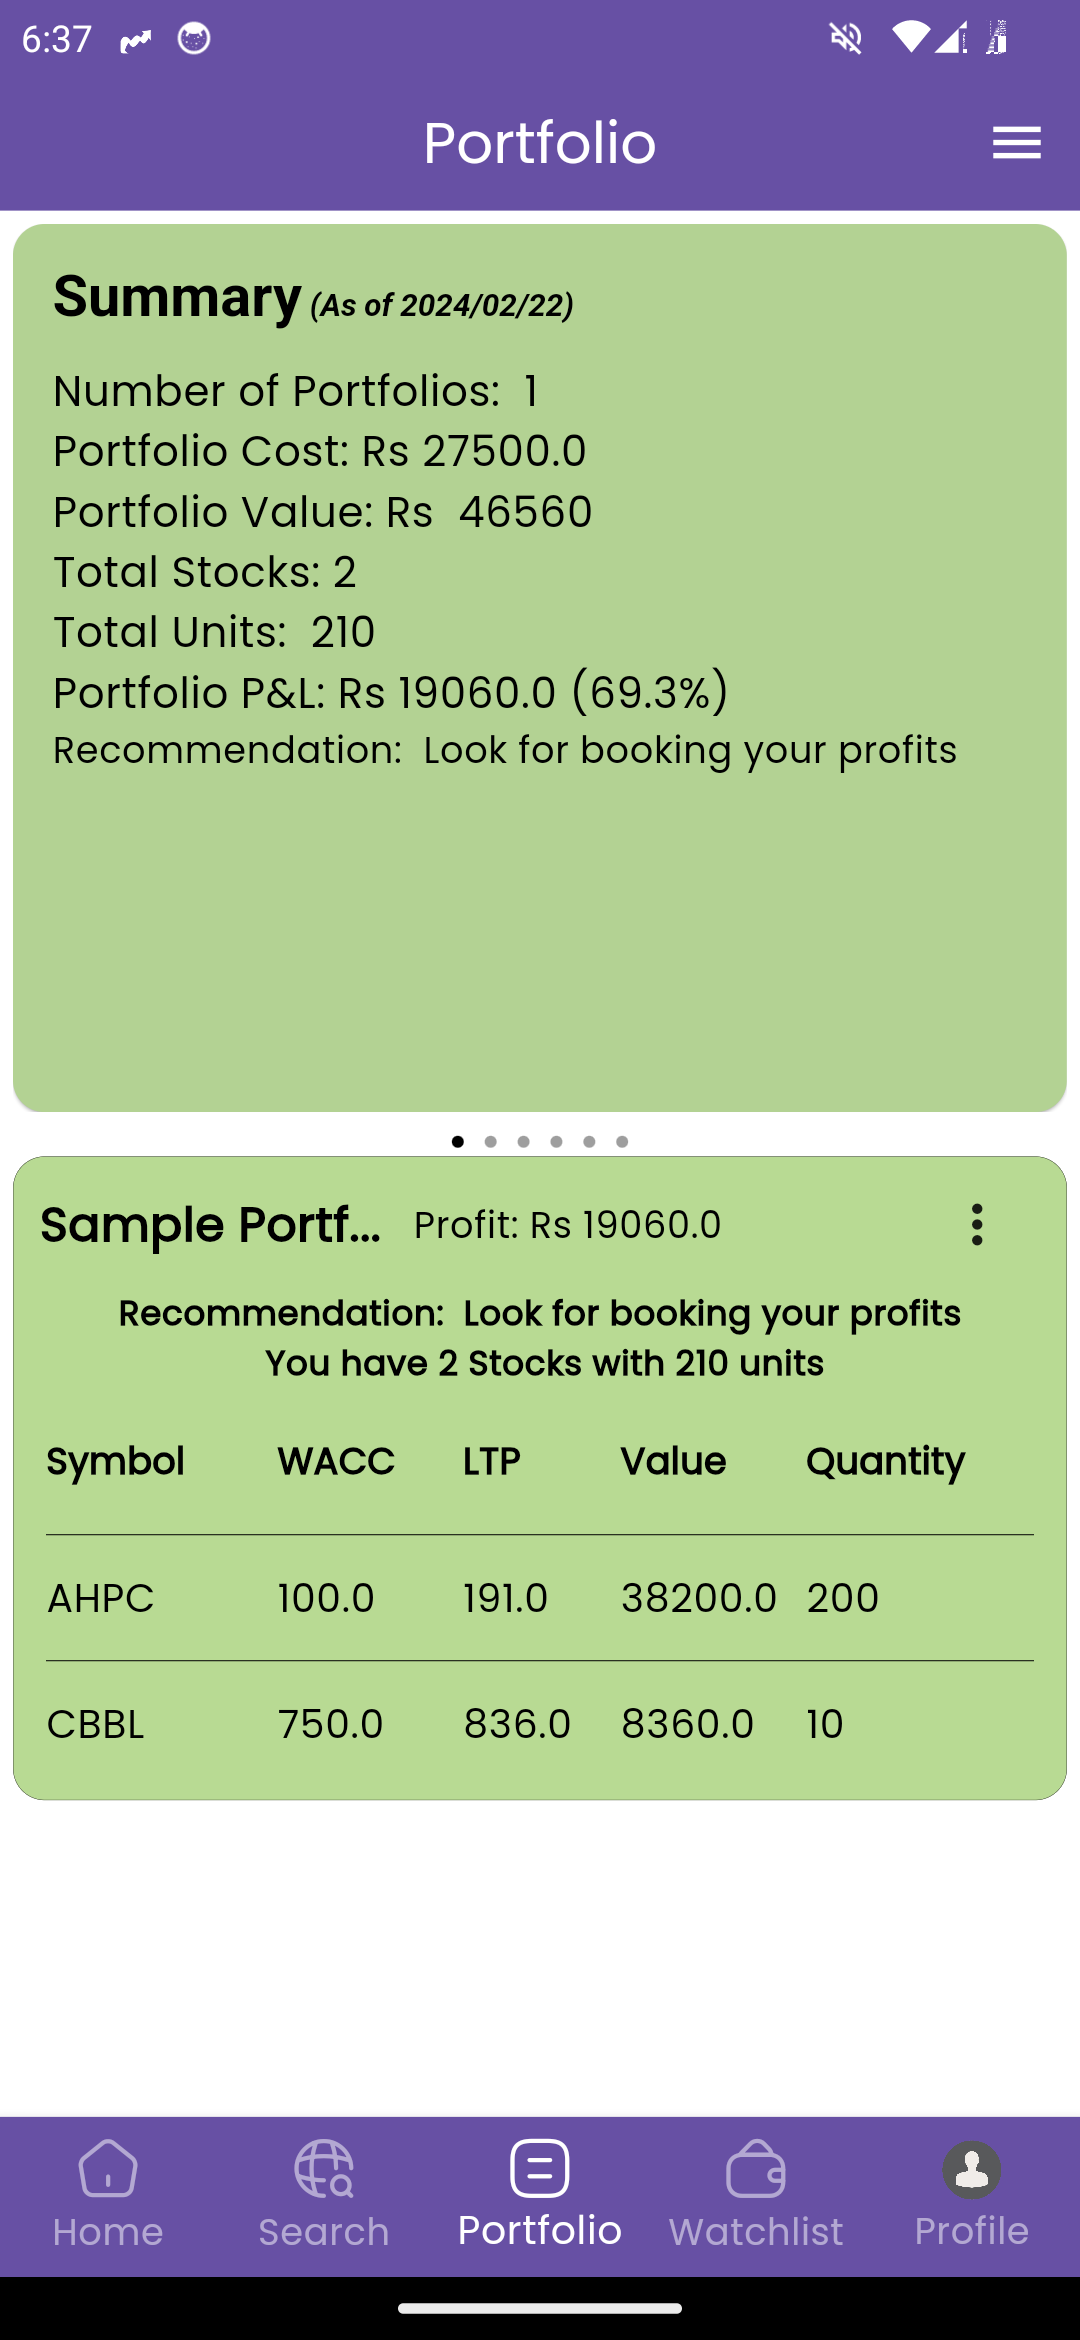 6:37
Portfolio
Summary (As of 2024/02/22)
Number of Portfolios: 1
Portfolio Cost: Rs 27500.0
Portfolio Value: Rs 46560
Total Stocks: 2
Total Units: 210
Portfolio P&L: Rs 19060.0 (69.3%)
Recommendation: Look for booking your profits
Sample Portf... Profit: Rs 19060.0
Recommendation: Look for booking your profits
You have 2 Stocks with 210 units
Symbol WACC LTP Value Quantity
AHPC 100.0 191.0 38200.0 200
CBBL 750.0 836.0 8360.0 10
Home Search Portfolio Watchlist Profile